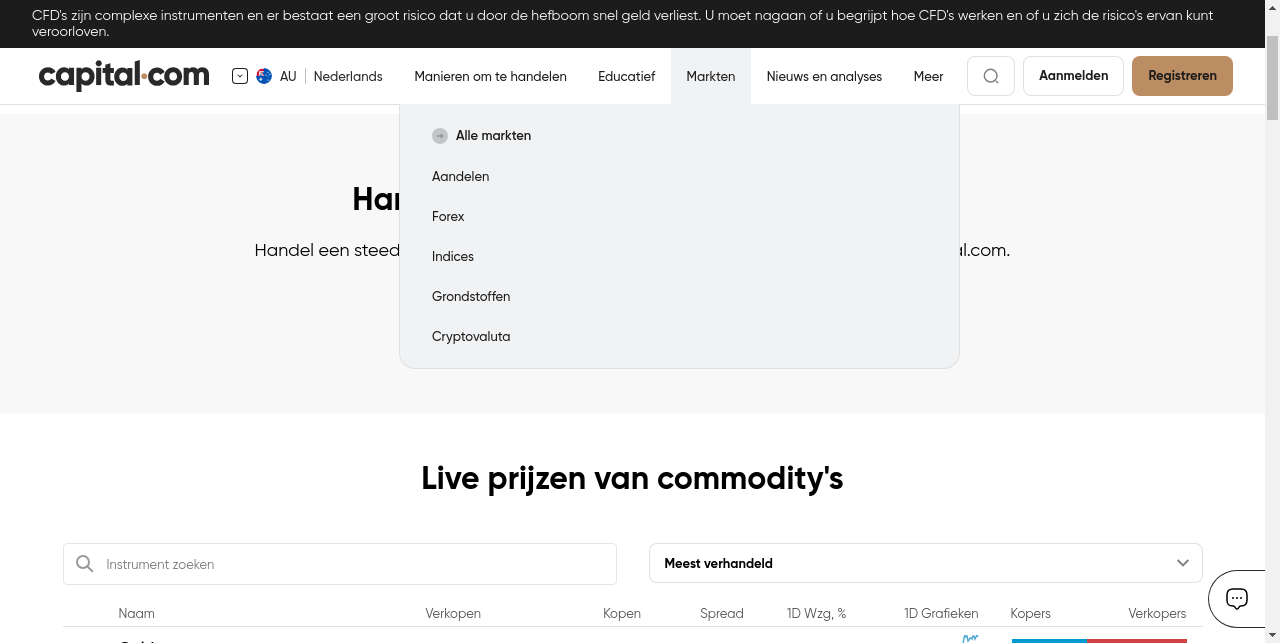 CFD's zijn complexe instrumenten en er bestaat een groot risico dat u door de hefboom snel geld verliest. U moet nagaan of u begrijpt hoe CFD's werken en of u zich de risico's ervan kunt
veroorloven.
capital.com AU Nederlands Manieren om te handelen Educatief Markten Nieuws en analyses Meer Aanmelden Registreren
Alle markten
Aandelen
Forex
Indices
Grondstoffen
Cryptovaluta
Handel een steed
al.com.
Live prijzen van commodity's
Instrument zoeken Meest verhandeld
Naam Verkopen Kopen Spread 1D Wzg, % 1D Grafieken Kopers Verkopers